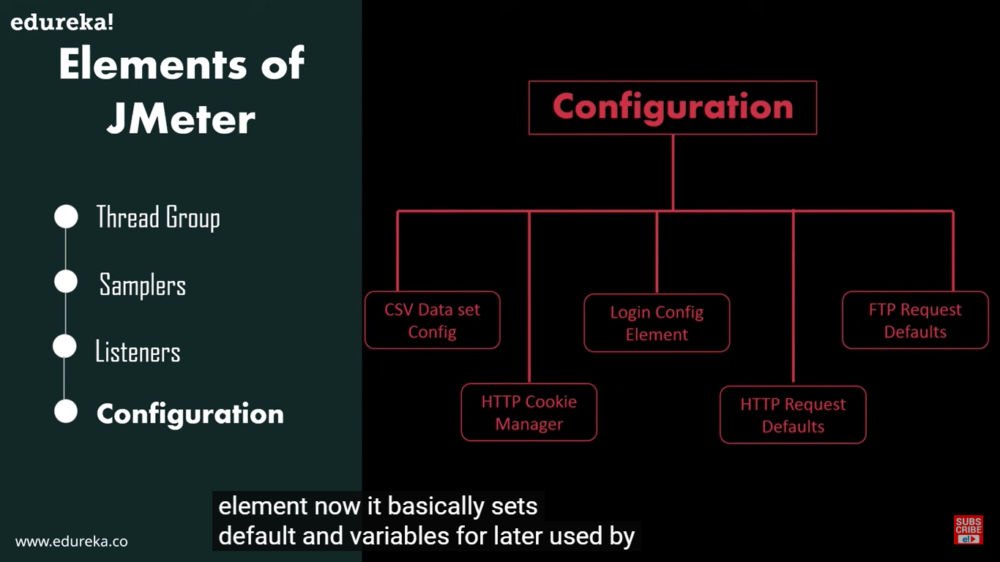 edureka!
Elements of
JMeter
Thread Group
Samplers
Listeners
Configuration
www.edureka.co
Configuration
CSV Data set
Config
HTTP Cookie
Manager
Login Config
Element
HTTP Request
Defaults
FTP Request
Defaults
element now it basically sets
default and variables for later used by
SUBS
CRIBE
e!